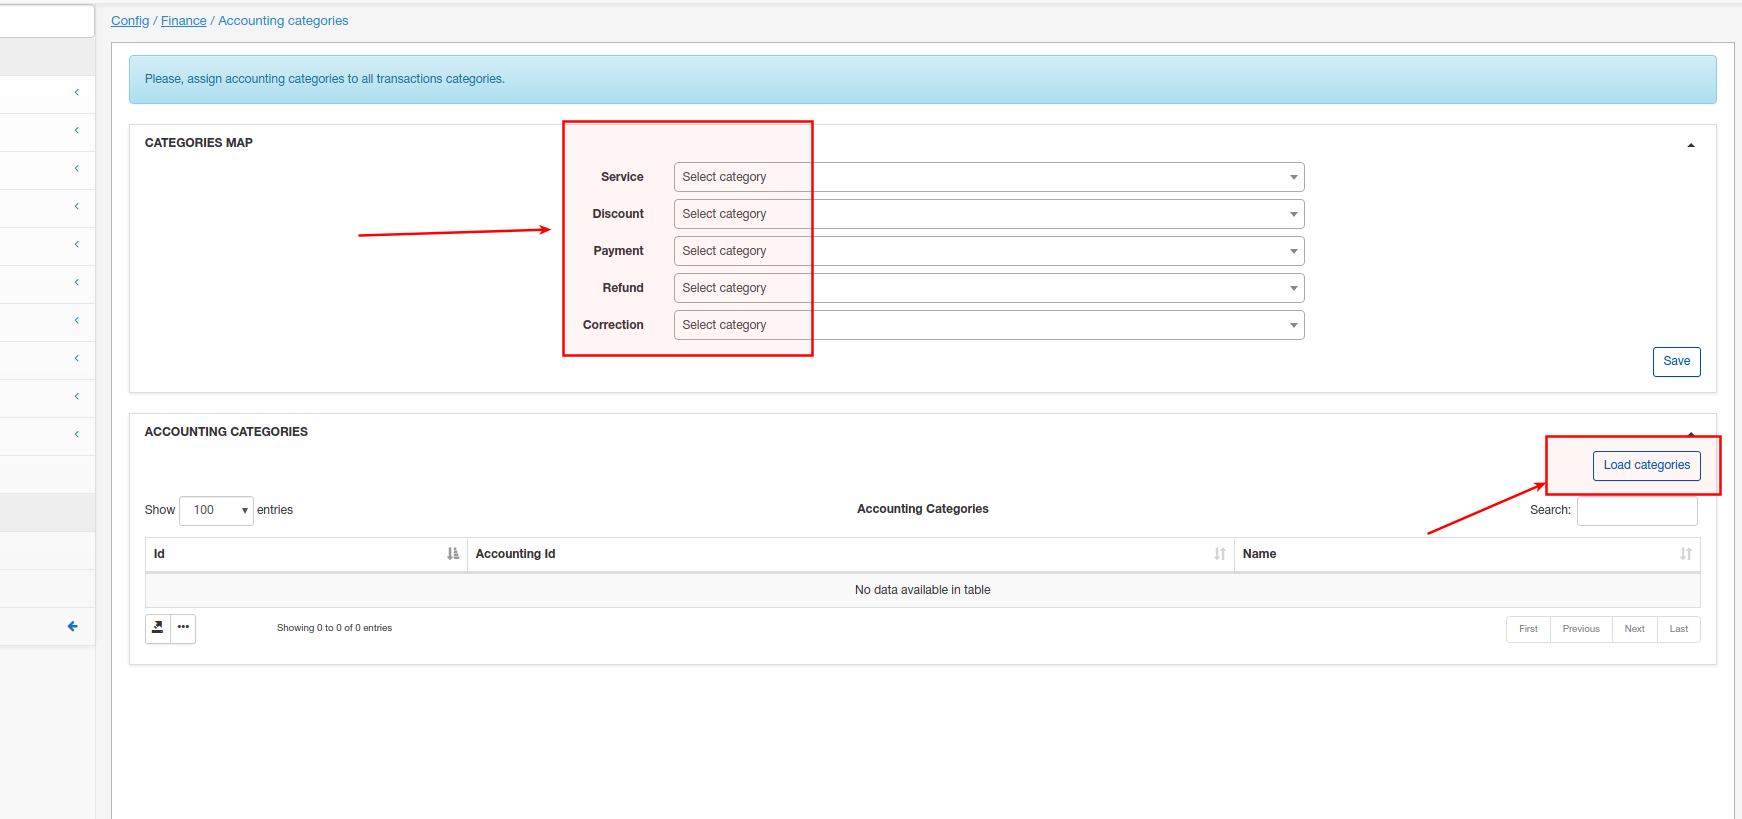 Config / Finance / Accounting categories
Please, assign accounting categories to all transactions categories.
CATEGORIES MAP
Service Select category
Discount Select category
Payment Select category
Refund Select category
Correction Select category
Save
ACCOUNTING CATEGORIES
Load categories
Show 100 entries
Accounting Categories
Search:
Id Accounting Id Name
No data available in table
Showing 0 to 0 of 0 entries
First Previous Next Last